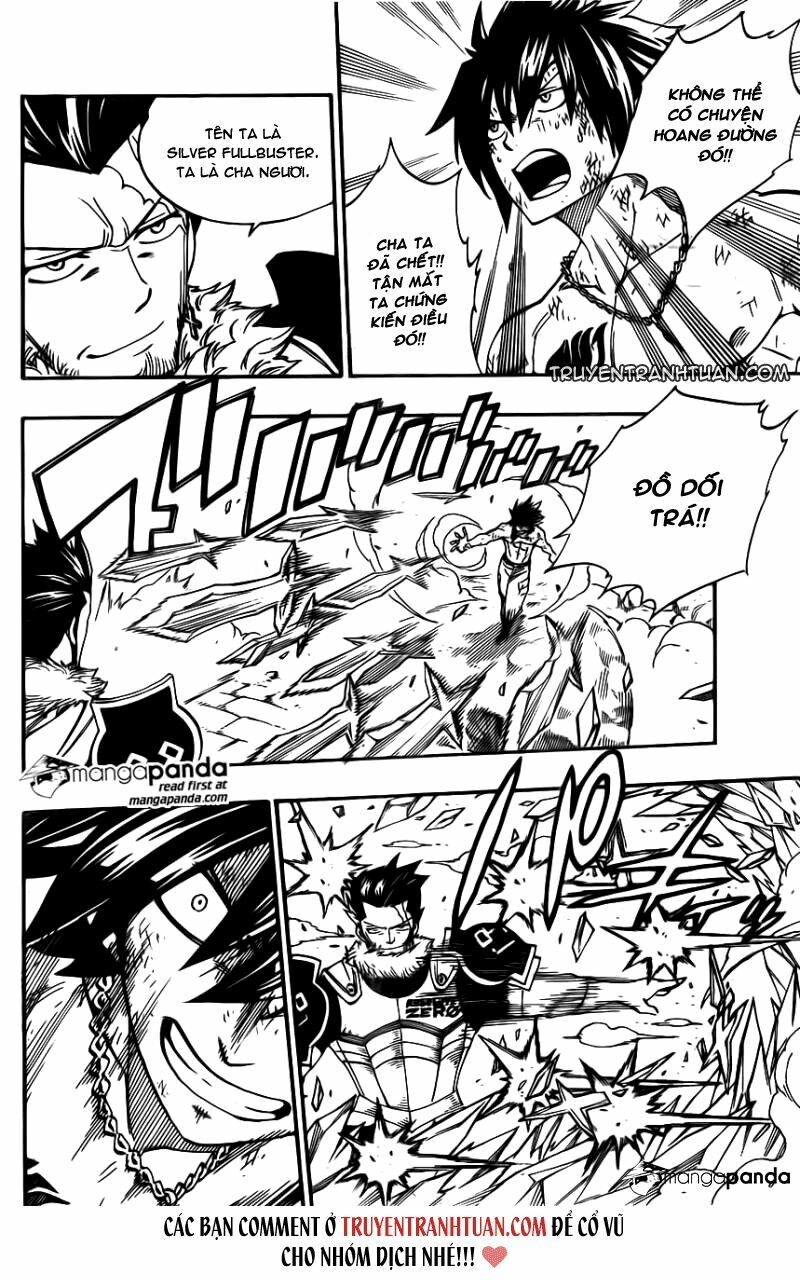 KHÔNG THỂ
CÓ CHUYỆN
HOANG ĐƯỜNG
ĐÓ!!
CHA TA
ĐÃ CHẾT!!
TẬN MẮT
TA CHỨNG
KIẾN ĐIỀU
ĐÓ!!
TRUYENTRANHTUAN.COM
TÊN TA LÀ
SILVER FULLBUSTER.
TA LÀ CHA NGƯƠI.
ĐỒ DỐI
TRÁ!!
mangapanda
read first at
mangapanda.com
ZERO
mangapanda
CÁC BẠN COMMENT Ở TRUYENTRANHTUAN.COM ĐỂ CỔ VŨ
CHO NHÓM DỊCH NHÉ!!!